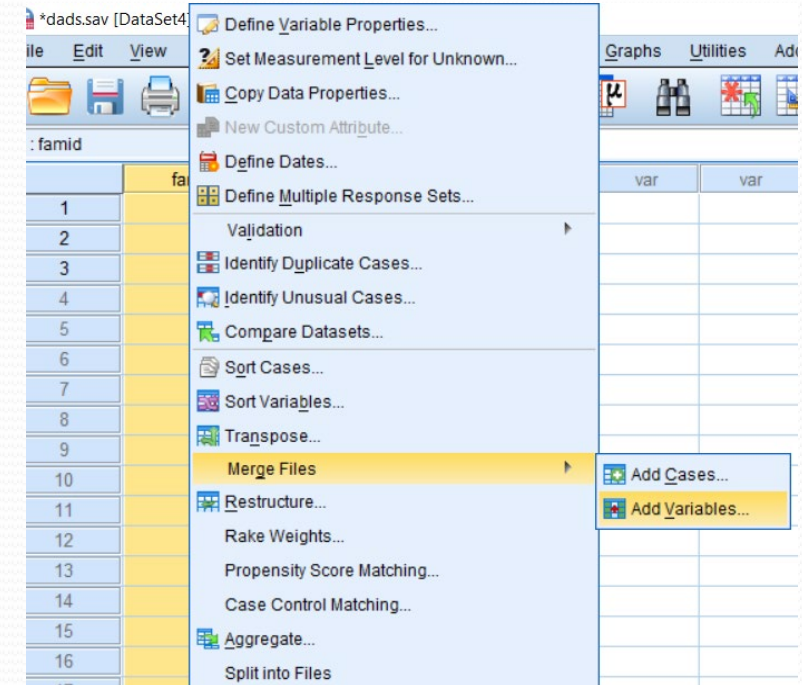 *dads.sav [DataSet4]
ile Edit View Graphs Utilities Add
: famid
fa var var
1
2
3
4
5
6
7
8
9
10
11
12
13
14
15
16
Define Variable Properties...
Set Measurement Level for Unknown...
Copy Data Properties...
New Custom Attribute...
Define Dates...
Define Multiple Response Sets...
Validation
Identify Duplicate Cases...
Identify Unusual Cases...
Compare Datasets...
Sort Cases...
Sort Variables...
Transpose...
Merge Files
Restructure...
Rake Weights...
Propensity Score Matching...
Case Control Matching...
Aggregate...
Split into Files
Add Cases...
Add Variables...